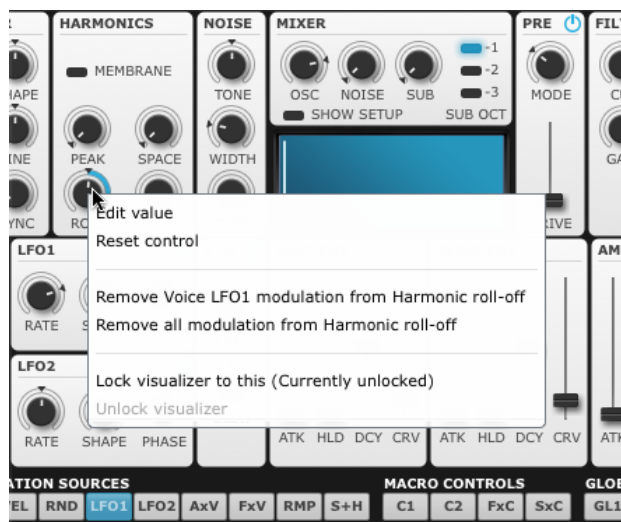 HARMONICS
NOISE
MIXER
PRE
MEMBRANE
-1
-2
-3
TONE
OSC NOISE SUB
MODE
SHOW SETUP SUB OCT
PEAK SPACE
WIDTH
Edit value
Reset control
Remove Voice LFO1 modulation from Harmonic roll-off
Remove all modulation from Harmonic roll-off
Lock visualizer to this (Currently unlocked)
Unlock visualizer
LFO1
RATE
LFO2
RATE SHAPE PHASE
ATK HLD DCY CRV
ATK HLD DCY CRV
SOURCES
MACRO CONTROLS
RND LFO1 LFO2 AxV FxV RMP S+H C1 C2 FxC SxC GL1